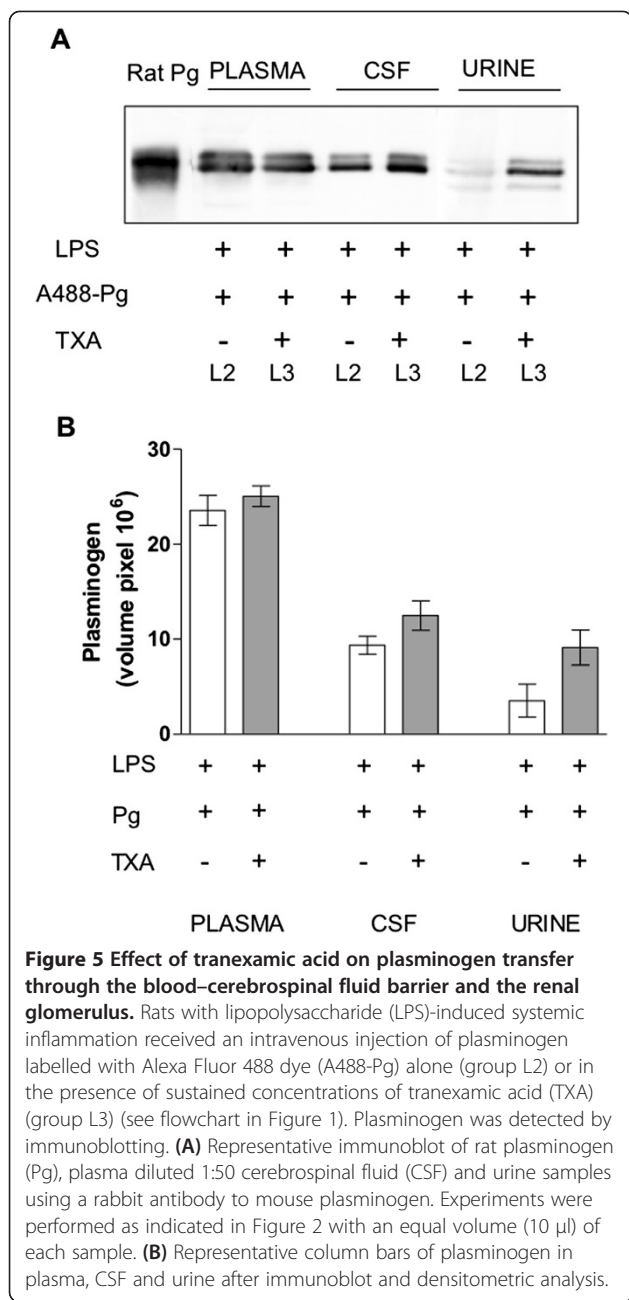 A
Rat Pg PLASMA CSF URINE
LPS + + + + + +
A488-Pg + + + + + +
TXA - + - + - +
L2 L3 L2 L3 L2 L3
B
Plasminogen
(volume pixel 10⁶)
30
20
10
0
LPS + + + + + +
Pg + + + + + +
TXA - + - + - +
PLASMA CSF URINE
Figure 5 Effect of tranexamic acid on plasminogen transfer
through the blood–cerebrospinal fluid barrier and the renal
glomerulus. Rats with lipopolysaccharide (LPS)-induced systemic
inflammation received an intravenous injection of plasminogen
labelled with Alexa Fluor 488 dye (A488-Pg) alone (group L2) or in
the presence of sustained concentrations of tranexamic acid (TXA)
(group L3) (see flowchart in Figure 1). Plasminogen was detected by
immunoblotting. (A) Representative immunoblot of rat plasminogen
(Pg), plasma diluted 1:50 cerebrospinal fluid (CSF) and urine samples
using a rabbit antibody to mouse plasminogen. Experiments were
performed as indicated in Figure 2 with an equal volume (10 μl) of
each sample. (B) Representative column bars of plasminogen in
plasma, CSF and urine after immunoblot and densitometric analysis.